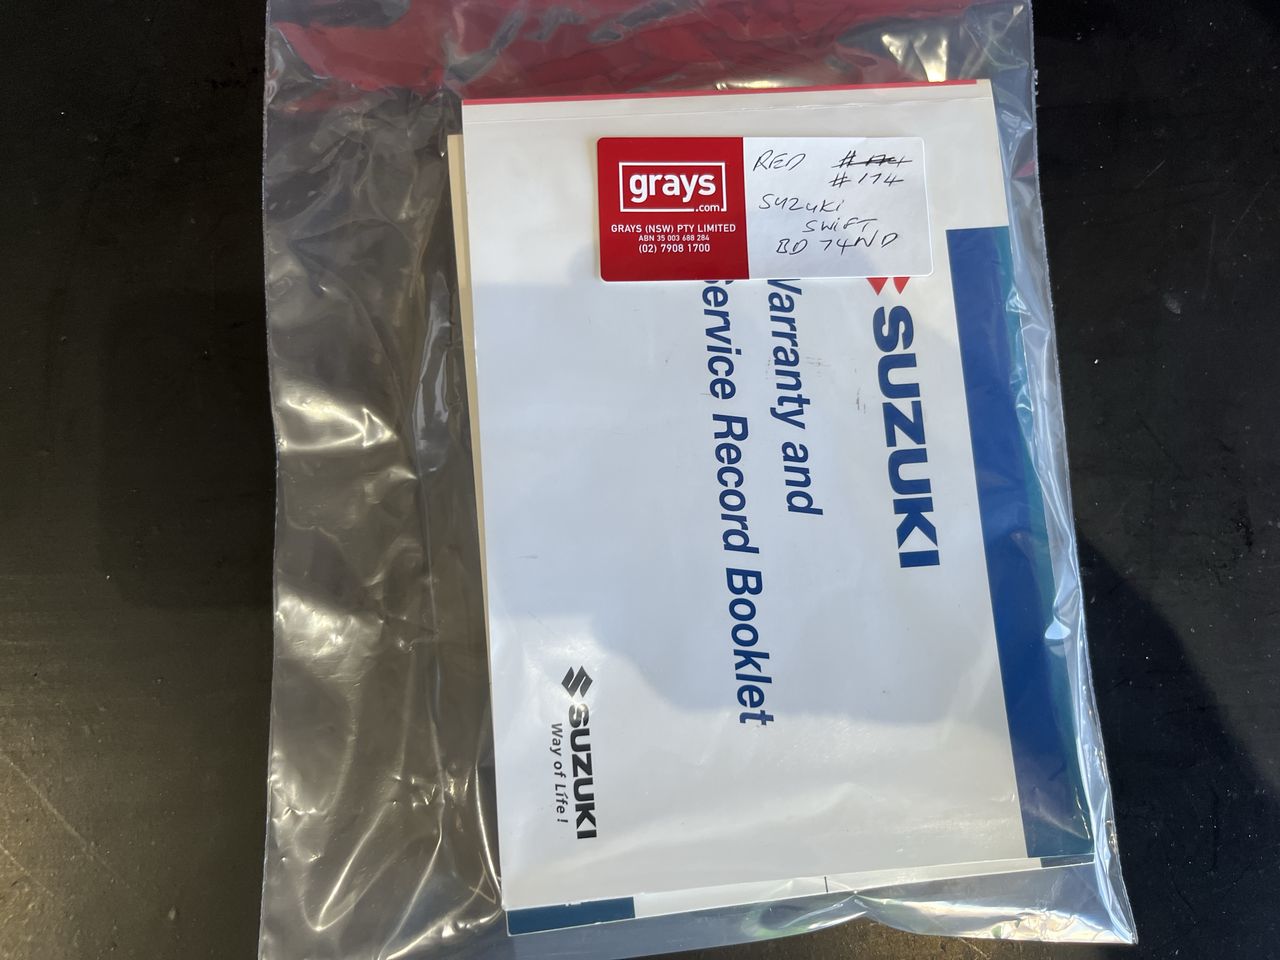 grays
.com
GRAYS (NSW) PTY LIMITED
ABN 35 003 688 284
(02) 7908 1700
RED
#174
SUZUKI
SWIFT
BD 74ND
SUZUKI
Warranty and
Service Record Booklet
SUZUKI
Way of Life!